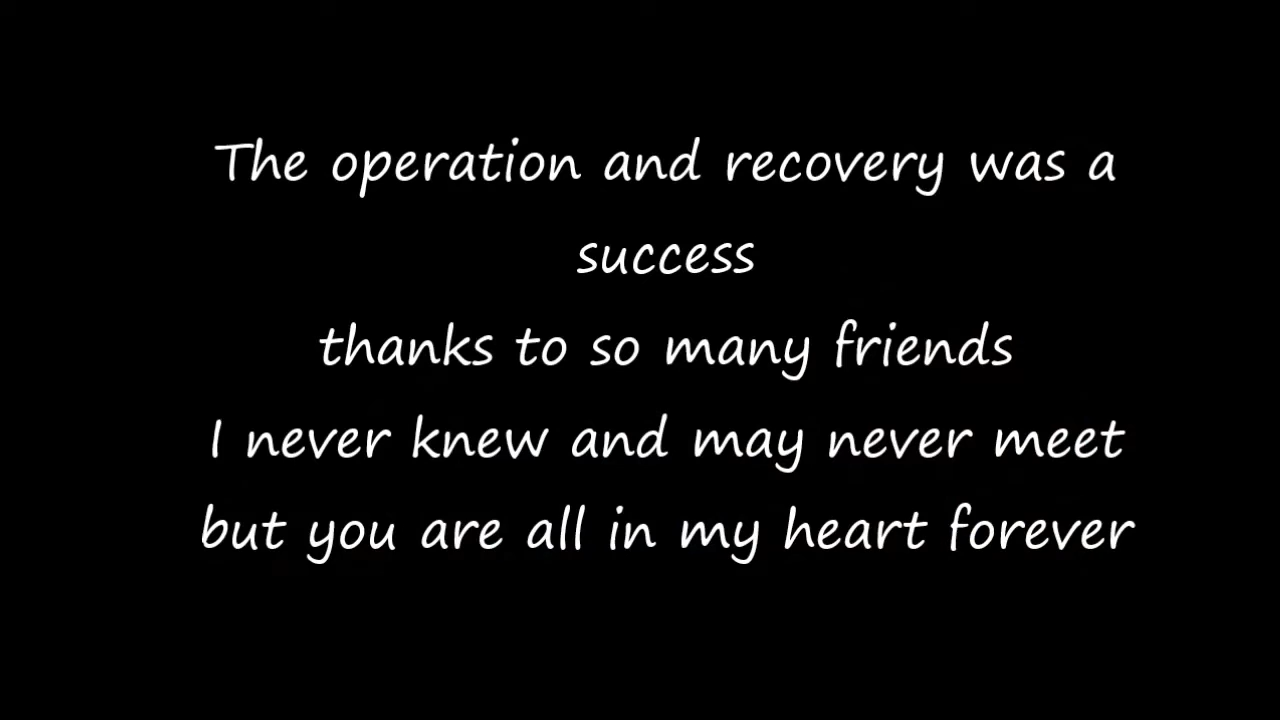 The operation and recovery was a
success
thanks to so many friends
I never knew and may never meet
but you are all in my heart forever